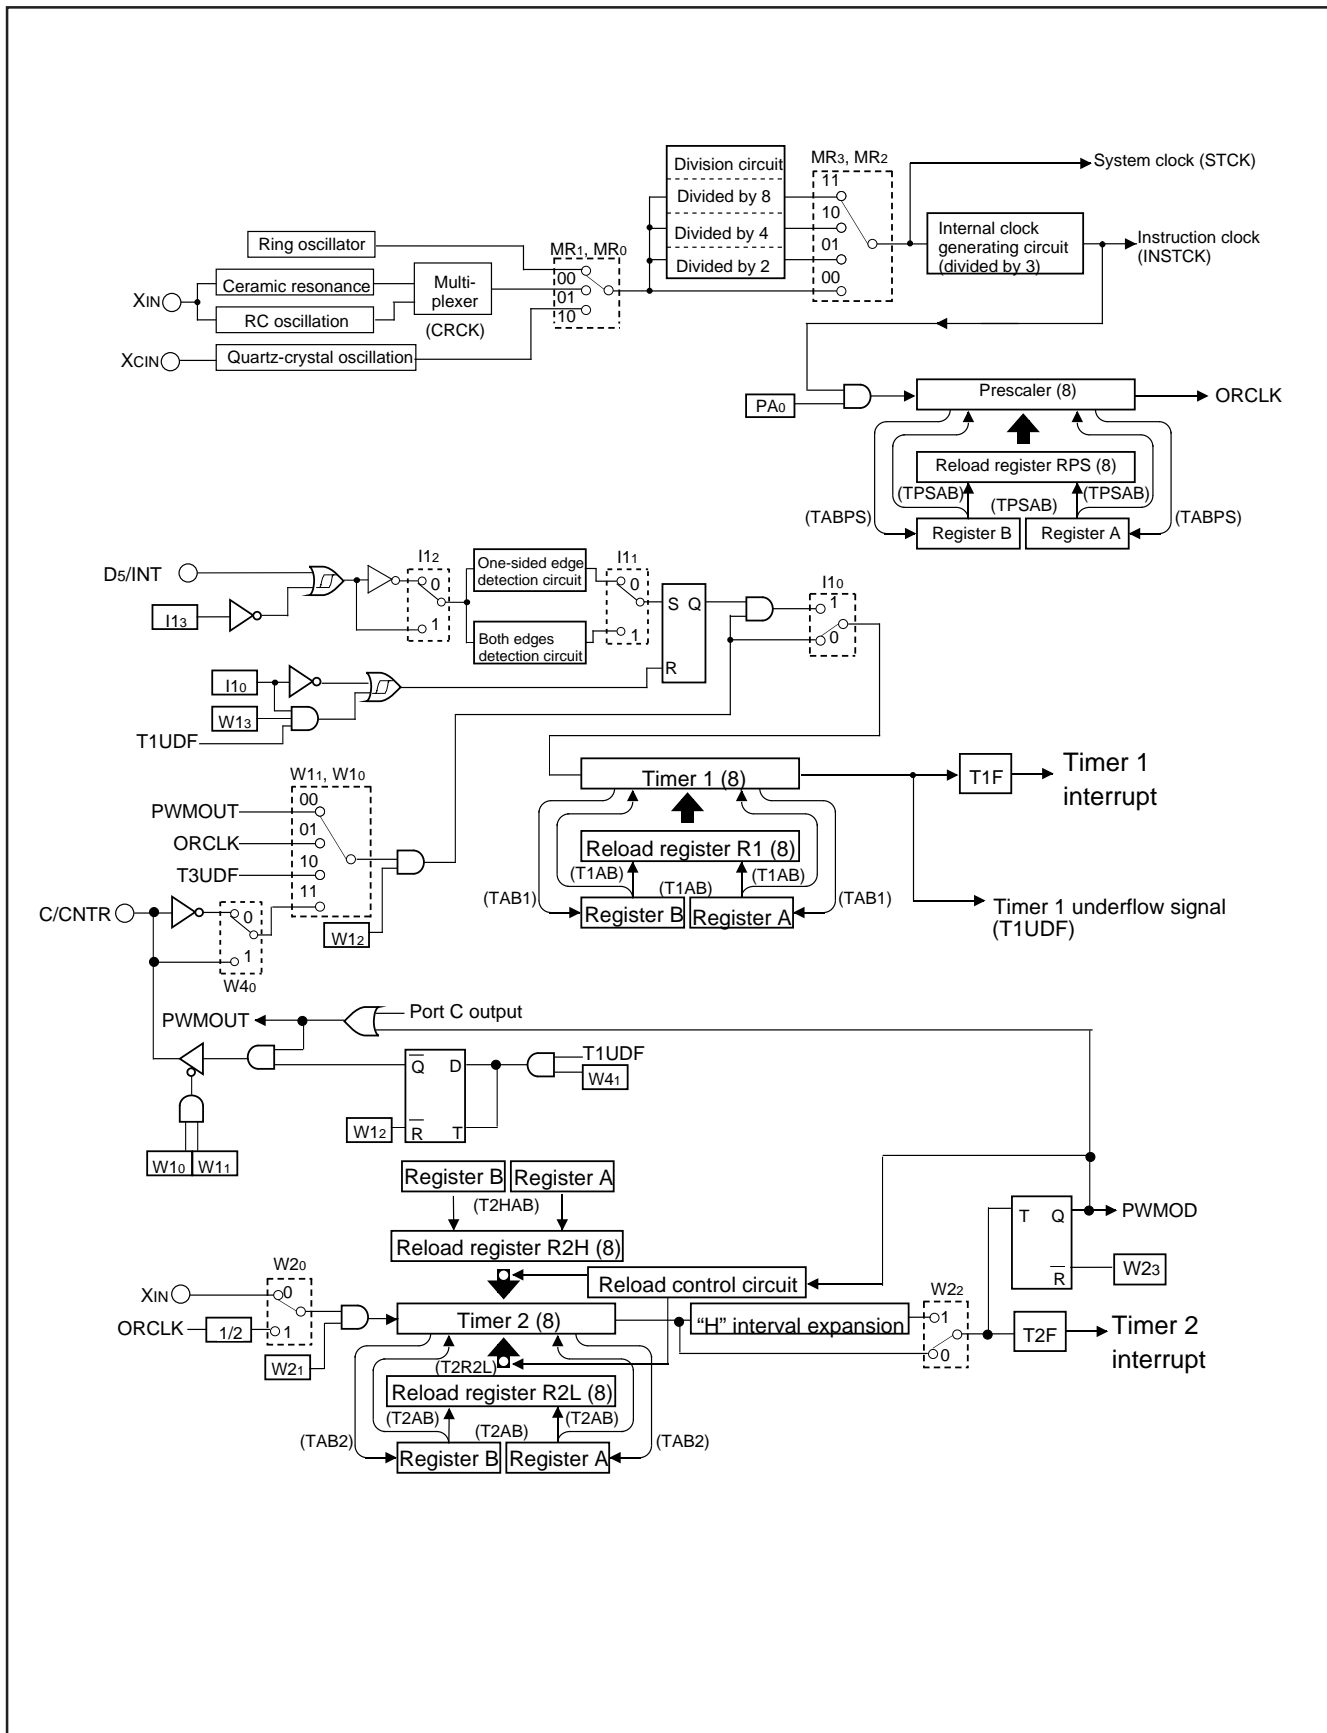 Division circuit
MR3, MR2
System clock (STCK)
11
Divided by 8
10
Ring oscillator
MR1, MR0
Divided by 4
01
Internal clock
generating circuit
(divided by 3)
Instruction clock
(INSTCK)
Divided by 2
00
XIN
Ceramic resonance
Multi-
plexer
00
01
10
RC oscillation
(CRCK)
XCIN
Quartz-crystal oscillation
PA0
Prescaler (8)
ORCLK
Reload register RPS (8)
(TPSAB)
(TPSAB)
(TPSAB)
(TABPS)
(TABPS)
Register B
Register A
D5/INT
I12
0
1
One-sided edge
detection circuit
I11
0
1
Both edges
detection circuit
S Q
R
I10
1
0
I13
I10
W13
T1UDF
W11, W10
Timer 1 (8)
T1F
Timer 1
interrupt
PWMOUT
00
ORCLK
01
Reload register R1 (8)
T3UDF
10
(T1AB)
(T1AB)
(T1AB)
11
(TAB1)
(TAB1)
C/CNTR
0
1
W12
Register B
Register A
Timer 1 underflow signal
(T1UDF)
W40
PWMOUT
Port C output
Q D
R T
T1UDF
W41
W12
W10
W11
Register B
Register A
(T2HAB)
T Q
R
PWMOD
Reload register R2H (8)
W20
Reload control circuit
W23
XIN
0
W22
Timer 2 (8)
"H" interval expansion
1
ORCLK
1/2
1
0
T2F
Timer 2
interrupt
W21
(T2R2L)
Reload register R2L (8)
(T2AB)
(T2AB)
(T2AB)
(TAB2)
(TAB2)
Register B
Register A